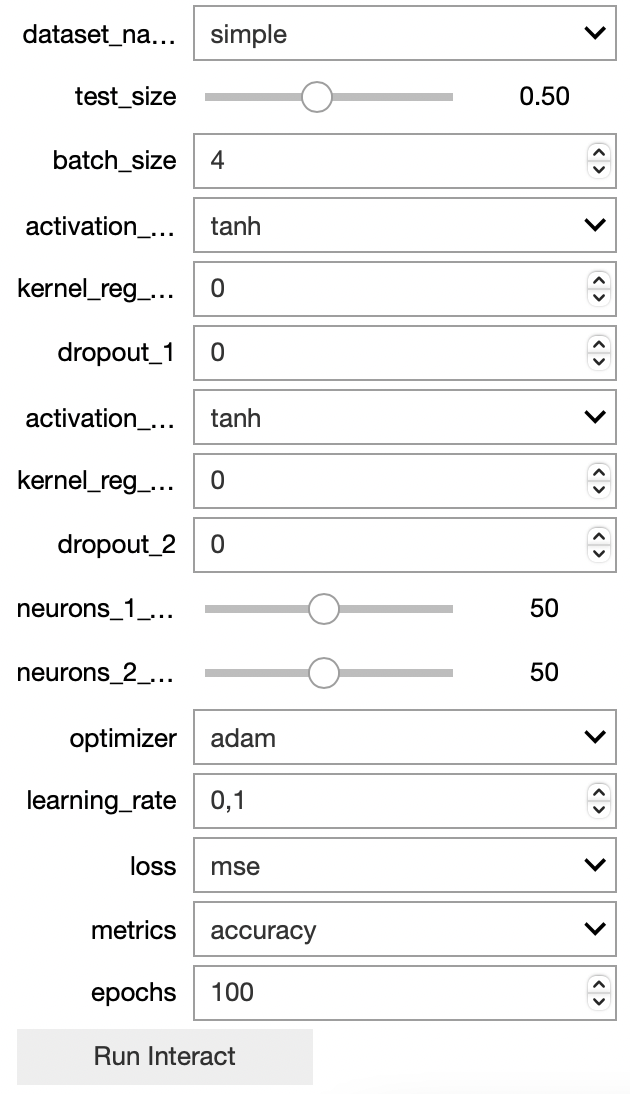 dataset_na... simple
test_size 0.50
batch_size 4
activation_... tanh
kernel_reg_... 0
dropout_1 0
activation_... tanh
kernel_reg_... 0
dropout_2 0
neurons_1_... 50
neurons_2_... 50
optimizer adam
learning_rate 0,1
loss mse
metrics accuracy
epochs 100
Run Interact